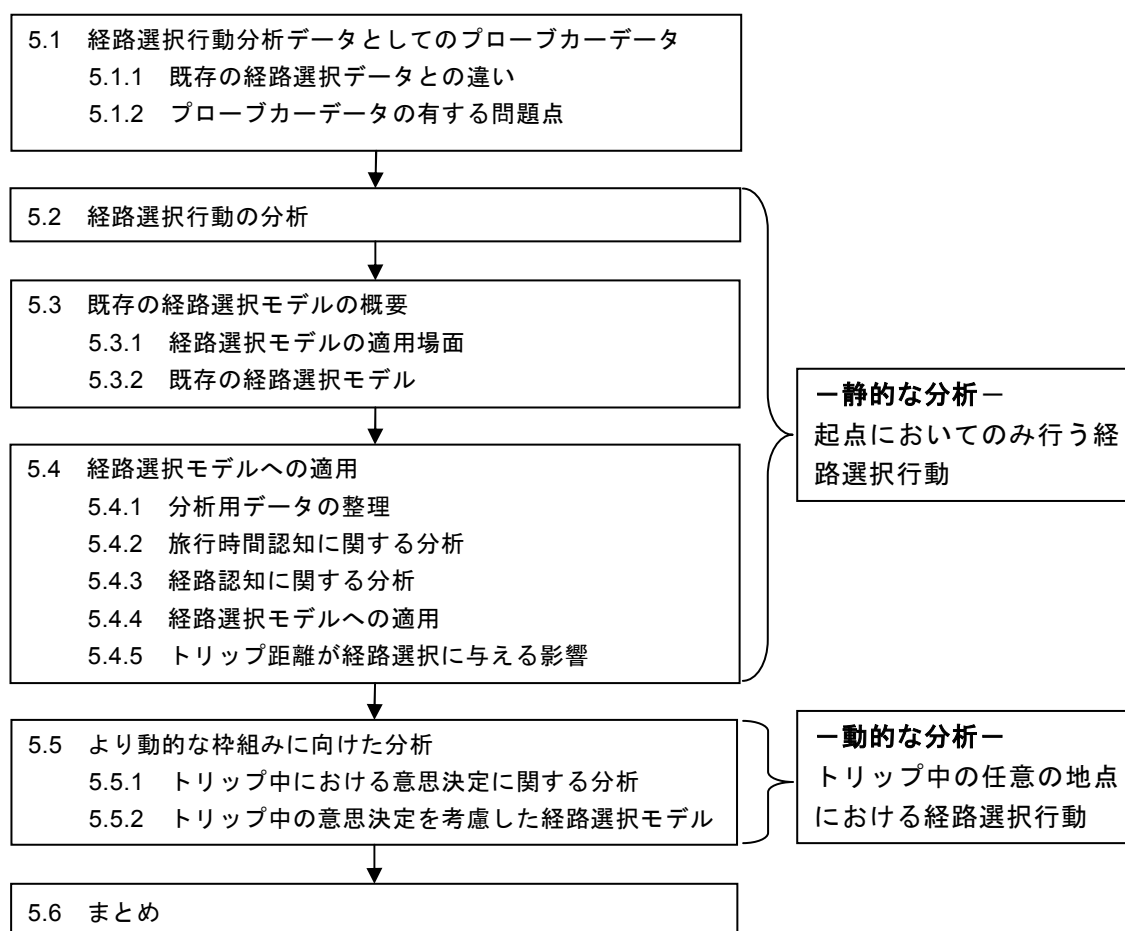 5.1 経路選択行動分析データとしてのプローブカーデータ
5.1.1 既存の経路選択データとの違い
5.1.2 プローブカーデータの有する問題点
5.2 経路選択行動の分析
5.3 既存の経路選択モデルの概要
5.3.1 経路選択モデルの適用場面
5.3.2 既存の経路選択モデル
5.4 経路選択モデルへの適用
5.4.1 分析用データの整理
5.4.2 旅行時間認知に関する分析
5.4.3 経路認知に関する分析
5.4.4 経路選択モデルへの適用
5.4.5 トリップ距離が経路選択に与える影響
－静的な分析－
起点においてのみ行う経
路選択行動
5.5 より動的な枠組みに向けた分析
5.5.1 トリップ中における意思決定に関する分析
5.5.2 トリップ中の意思決定を考慮した経路選択モデル
－動的な分析－
トリップ中の任意の地点
における経路選択行動
5.6 まとめ